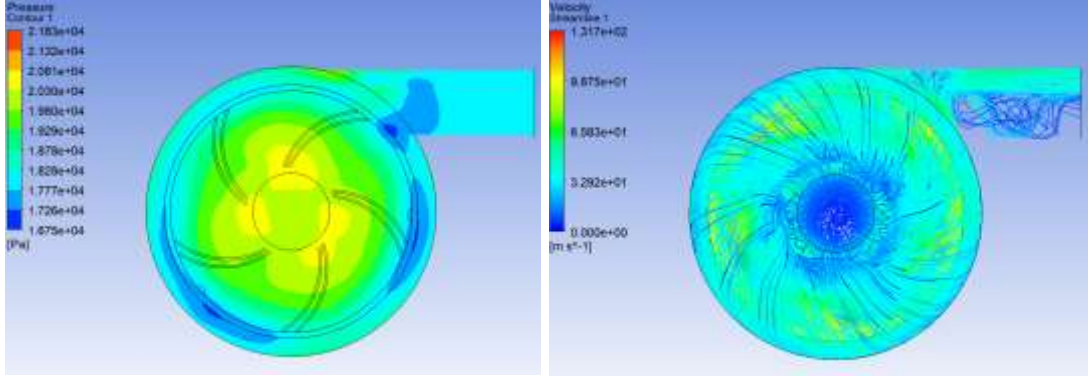 Pressure
Contour 1
2.183e+04
2.132e+04
2.081e+04
2.030e+04
1.980e+04
1.929e+04
1.878e+04
1.828e+04
1.777e+04
1.726e+04
1.675e+04
[Pa]
Velocity
Streamline 1
1.317e+02
9.875e+01
6.583e+01
3.292e+01
0.000e+00
[m s^-1]